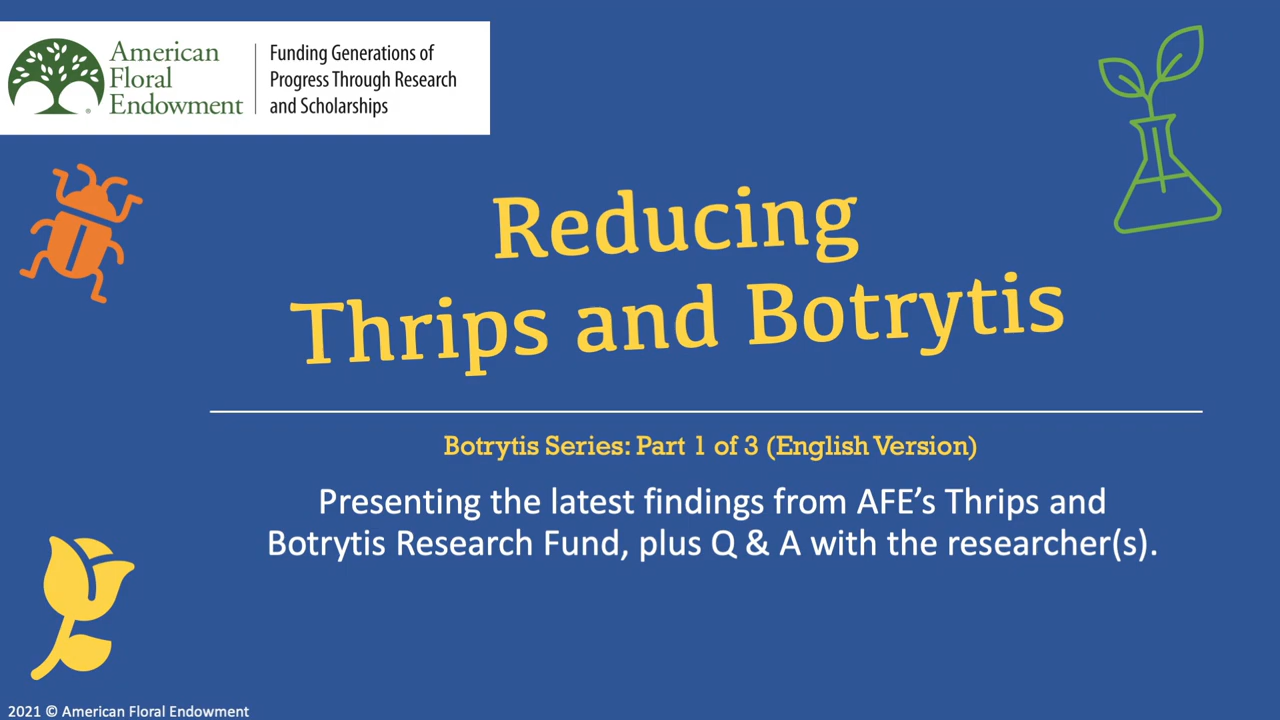 American
Floral
Endowment
Funding Generations of
Progress Through Research
and Scholarships
Reducing
Thrips and Botrytis
Botrytis Series: Part 1 of 3 (English Version)
Presenting the latest findings from AFE’s Thrips and
Botrytis Research Fund, plus Q & A with the researcher(s).
2021 © American Floral Endowment